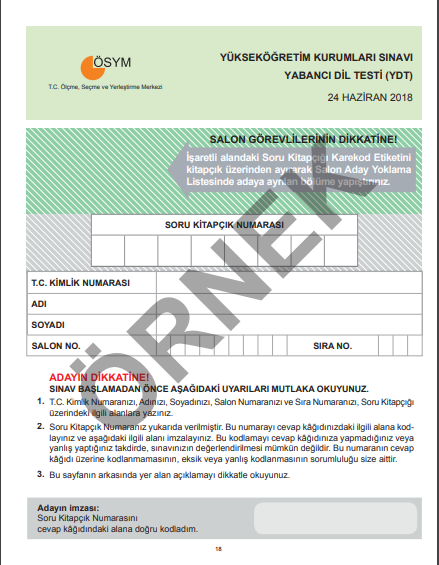 ÖSYM
T.C. Ölçme, Seçme ve Yerleştirme Merkezi
YÜKSEKÖĞRETİM KURUMLARI SINAVI
YABANCI DİL TESTİ (YDT)
24 HAZİRAN 2018
SALON GÖREVLİLERİNİN DİKKATİNE!
İşaretli alandaki Soru Kitapçığı Karekod Etiketini
kitapçık üzerinden ayırarak Salon Aday Yoklama
Listesinde adaya ayrılan bölüme yapıştırınız.
SORU KİTAPÇIK NUMARASI
T.C. KİMLİK NUMARASI
ADI
SOYADI
SALON NO.
SIRA NO.
ÖRNEK
ADAYIN DİKKATİNE!
SINAV BAŞLAMADAN ÖNCE AŞAĞIDAKİ UYARILARI MUTLAKA OKUYUNUZ.
1. T.C. Kimlik Numaranızı, Adınızı, Soyadınızı, Salon Numaranızı ve Sıra Numaranızı, Soru Kitapçığı
üzerindeki ilgili alanlara yazınız.
2. Soru Kitapçık Numaranız yukarıda verilmiştir. Bu numarayı cevap kâğıdınızdaki ilgili alana kod-
layınız ve aşağıdaki ilgili alanı imzalayınız. Bu kodlamayı cevap kâğıdınıza yapmadığınız veya
yanlış yaptığınız takdirde, sınavınızın değerlendirilmesi mümkün değildir. Bu numaranın cevap
kâğıdı üzerine kodlanmamasının, eksik veya yanlış kodlanmasının sorumluluğu size aittir.
3. Bu sayfanın arkasında yer alan açıklamayı dikkatle okuyunuz.
Adayın imzası:
Soru Kitapçık Numarasını
cevap kâğıdındaki alana doğru kodladım.
18